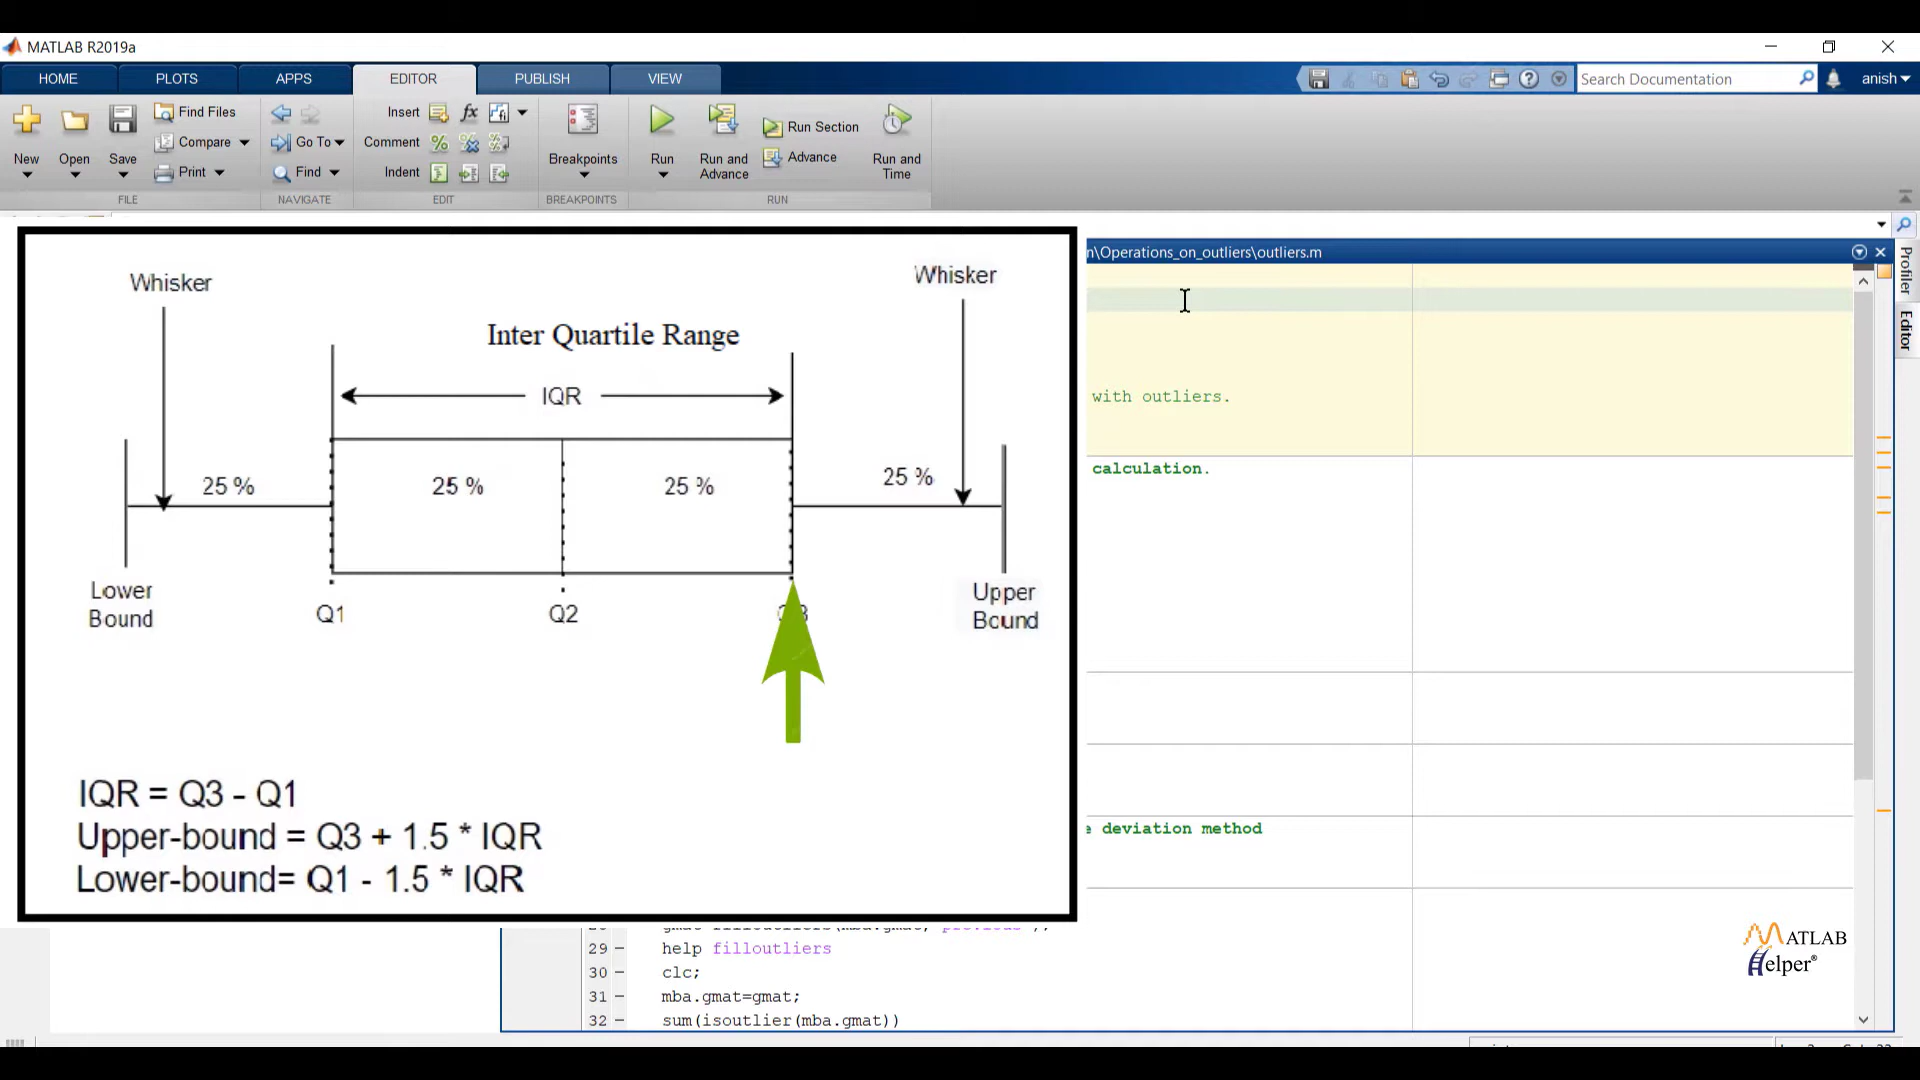 MATLAB R2019a
HOME PLOTS APPS EDITOR PUBLISH VIEW
Search Documentation
anish
New
Open
Save
Find Files
Compare
Print
FILE
Go To
Find
NAVIGATE
Insert
Comment
Indent
EDIT
Breakpoints
BREAKPOINTS
Run
Run and
Advance
Run Section
Advance
Run and
Time
RUN
n\Operations_on_outliers\outliers.m
Profiler
Editor
Whisker
Whisker
Inter Quartile Range
IQR
25 %
25 %
25 %
25 %
Lower
Bound
Q1
Q2
Upper
Bound
IQR = Q3 - Q1
Upper-bound = Q3 + 1.5 * IQR
Lower-bound= Q1 - 1.5 * IQR
with outliers.
calculation.
e deviation method
29 – help filloutliers
30 – clc;
31 – mba.gmat=gmat;
32 – sum(isoutlier(mba.gmat))
MATLAB
Helper®